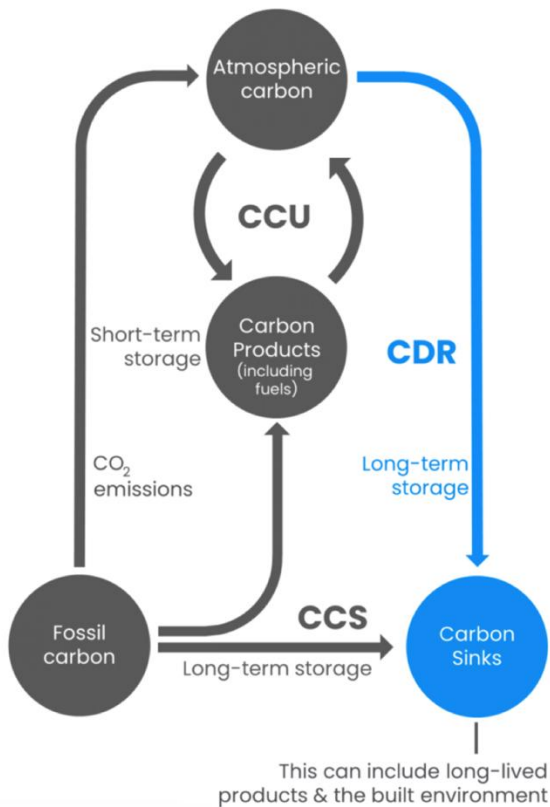 Atmospheric
carbon
CCU
Short-term
storage
Carbon
Products
(including
fuels)
CDR
CO₂
emissions
Long-term
storage
Fossil
carbon
CCS
Long-term storage
Carbon
Sinks
This can include long-lived
products & the built environment